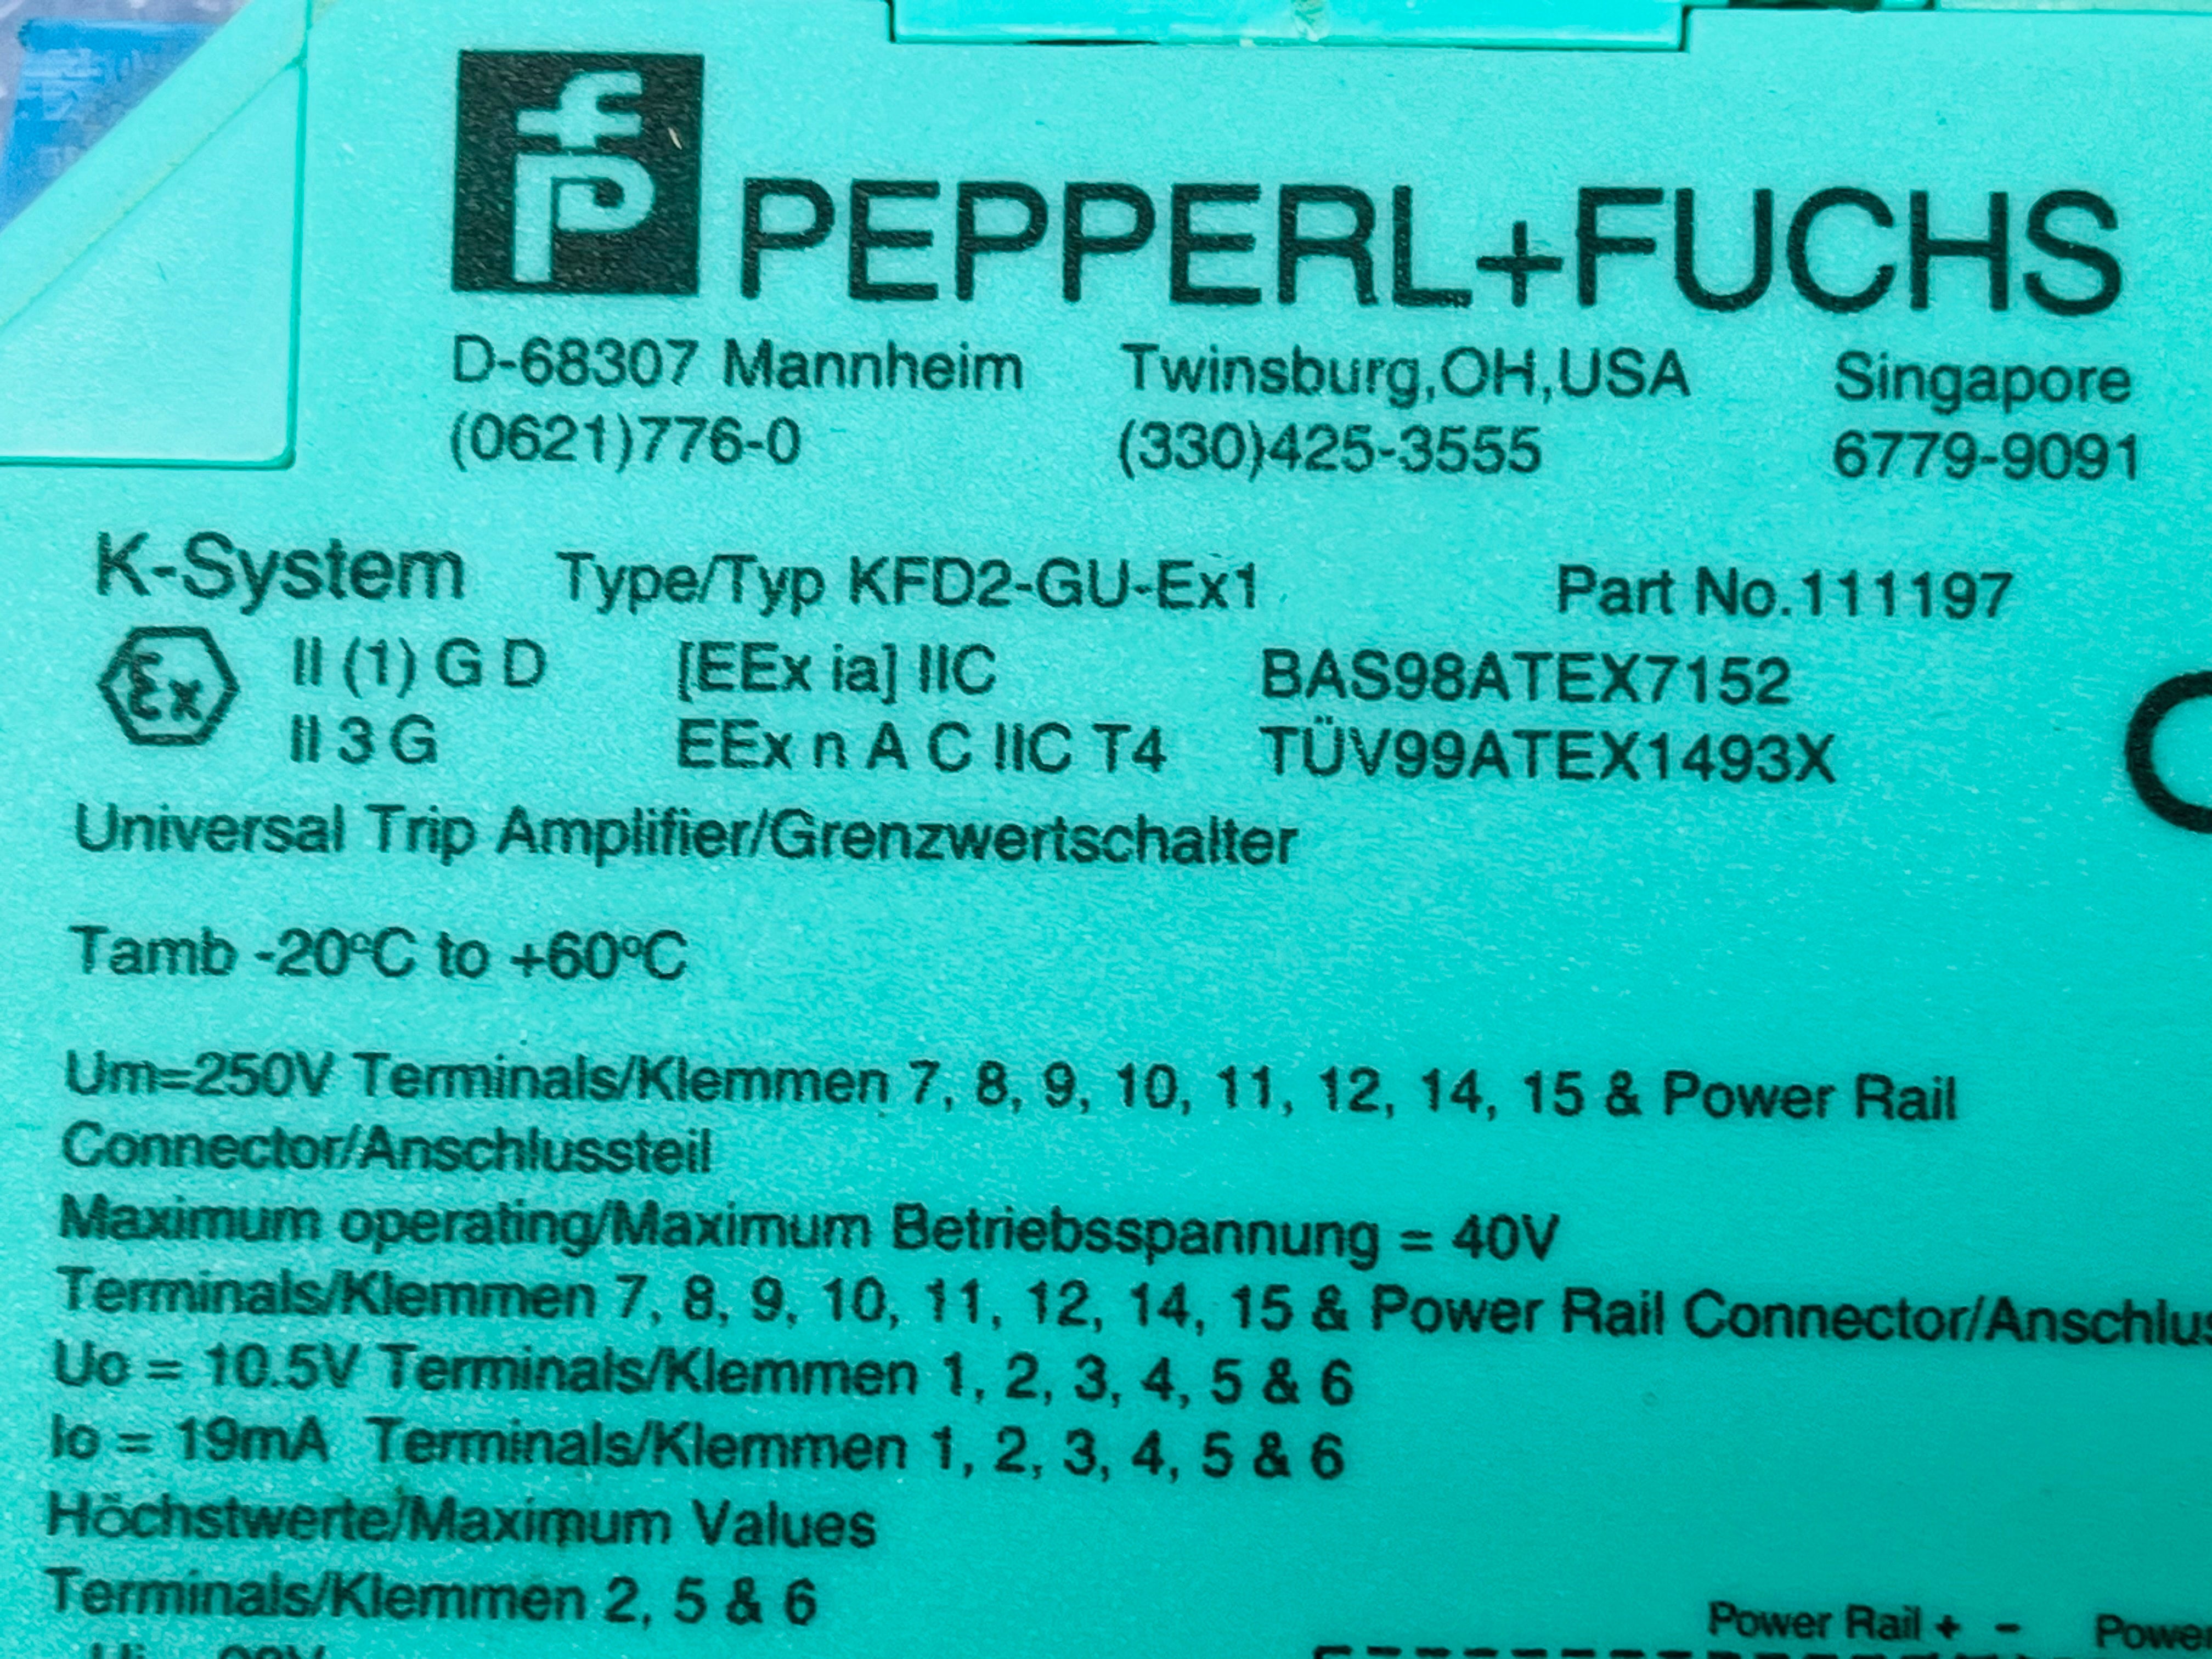 fP PEPPERL+FUCHS
D-68307 Mannheim Twinsburg,OH,USA Singapore
(0621)776-0 (330)425-3555 6779-9091
K-System Type/Typ KFD2-GU-Ex1 Part No.111197
Ex II (1) G D [EEx ia] IIC BAS98ATEX7152
II 3 G EEx n A C IIC T4 TÜV99ATEX1493X
Universal Trip Amplifier/Grenzwertschalter
Tamb -20°C to +60°C
Um=250V Terminals/Klemmen 7, 8, 9, 10, 11, 12, 14, 15 & Power Rail
Connector/Anschlussteil
Maximum operating/Maximum Betriebsspannung = 40V
Terminals/Klemmen 7, 8, 9, 10, 11, 12, 14, 15 & Power Rail Connector/Anschlu
Uo = 10.5V Terminals/Klemmen 1, 2, 3, 4, 5 & 6
Io = 19mA Terminals/Klemmen 1, 2, 3, 4, 5 & 6
Höchstwerte/Maximum Values
Terminals/Klemmen 2, 5 & 6
Power Rail + - Power